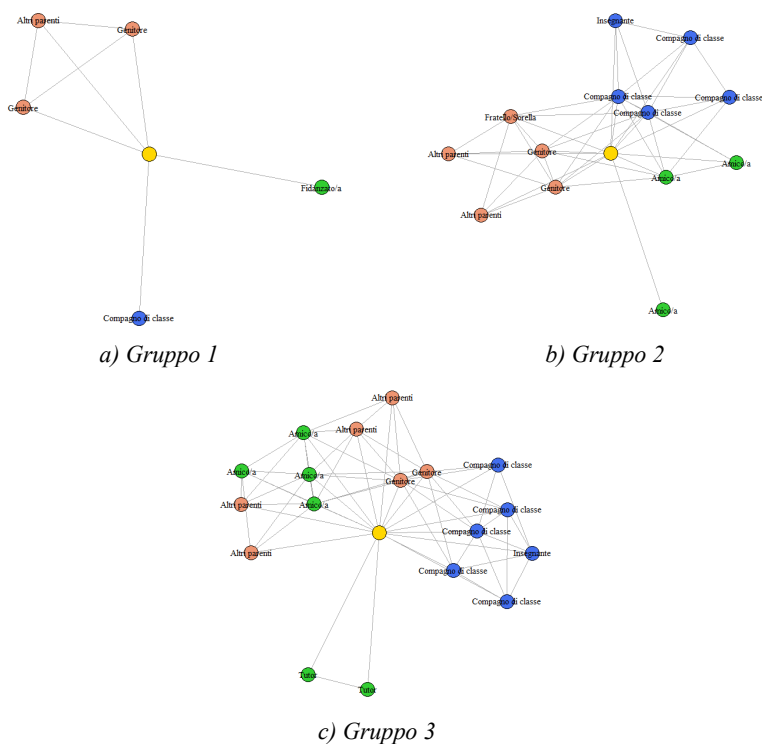 Altri parenti
Genitore
Genitore
Fidanzato/a
Compagno di classe
a) Gruppo 1
Insegnante
Compagno di classe
Compagno di classe
Compagno di classe
Compagno di classe
Fratello/Sorella
Altri parenti
Genitore
Amico/a
Amico/a
Genitore
Altri parenti
Amico/a
b) Gruppo 2
Altri parenti
Altri parenti
Amico/a
Compagno di classe
Amico/a
Amico/a
Genitore
Genitore
Altri parenti
Amico/a
Compagno di classe
Compagno di classe
Altri parenti
Insegnante
Compagno di classe
Compagno di classe
Tutor
Tutor
c) Gruppo 3